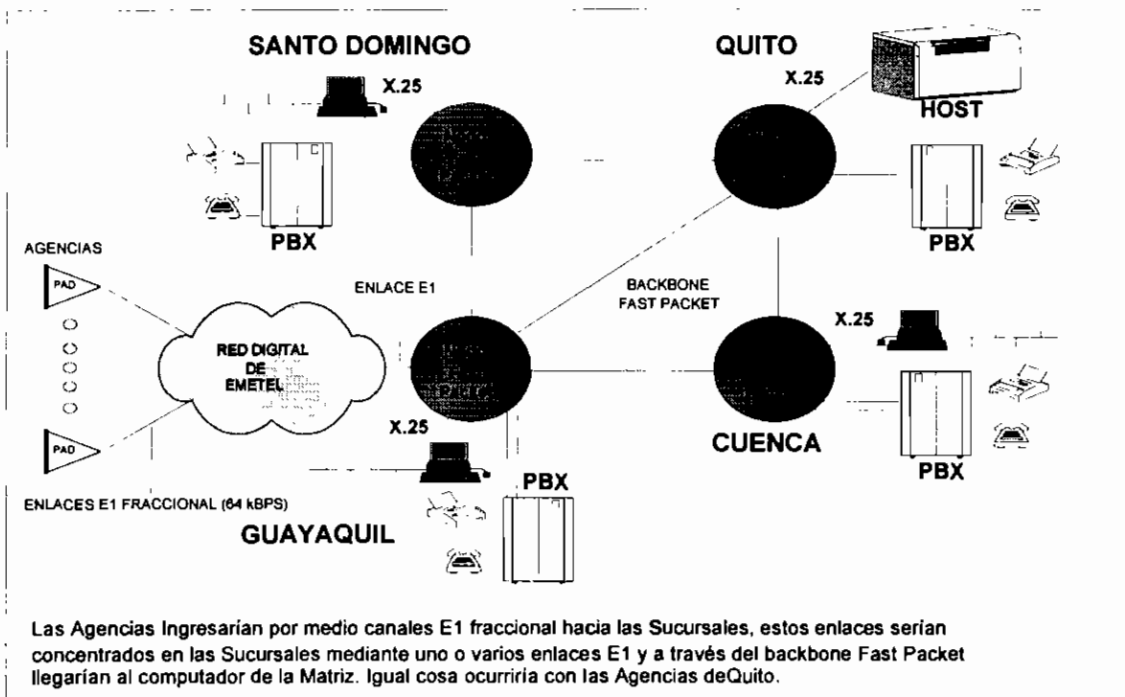 SANTO DOMINGO
QUITO
X.25
X.25
HOST
PBX
PBX
AGENCIAS
PAD
ENLACE E1
BACKBONE
FAST PACKET
X.25
RED DIGITAL
DE
EMETEL
X.25
CUENCA
PAD
PBX
PBX
ENLACES E1 FRACCIONAL (64 kBPS)
GUAYAQUIL
Las Agencias Ingresarían por medio canales E1 fraccional hacia las Sucursales, estos enlaces serían
concentrados en las Sucursales mediante uno o varios enlaces E1 y a través del backbone Fast Packet
llegarían al computador de la Matriz. Igual cosa ocurriría con las Agencias deQuito.